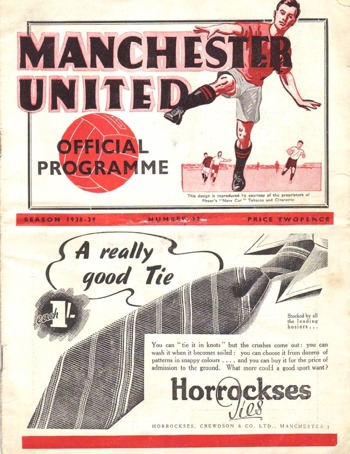 MANCHESTER
UNITED
OFFICIAL
PROGRAMME
This design is reproduced by courtesy of the proprietors of
Player's "Navy Cut" Tobacco and Cigarettes
SEASON 1938-39 NUMBER PRICE TWOPENCE
A really
good Tie
each 1/-
Stocked by all
the leading
hosiers...
You can "tie it in knots" but the crashes come out: you can
wash it when it becomes soiled: you can choose it from dozens of
patterns in snappy colours .... and you can buy it for the price of
admission to the ground. What more could a good sport want?
Horrockses
Ties
HORROCKSES, CREWDSON & CO. LTD., MANCHESTER